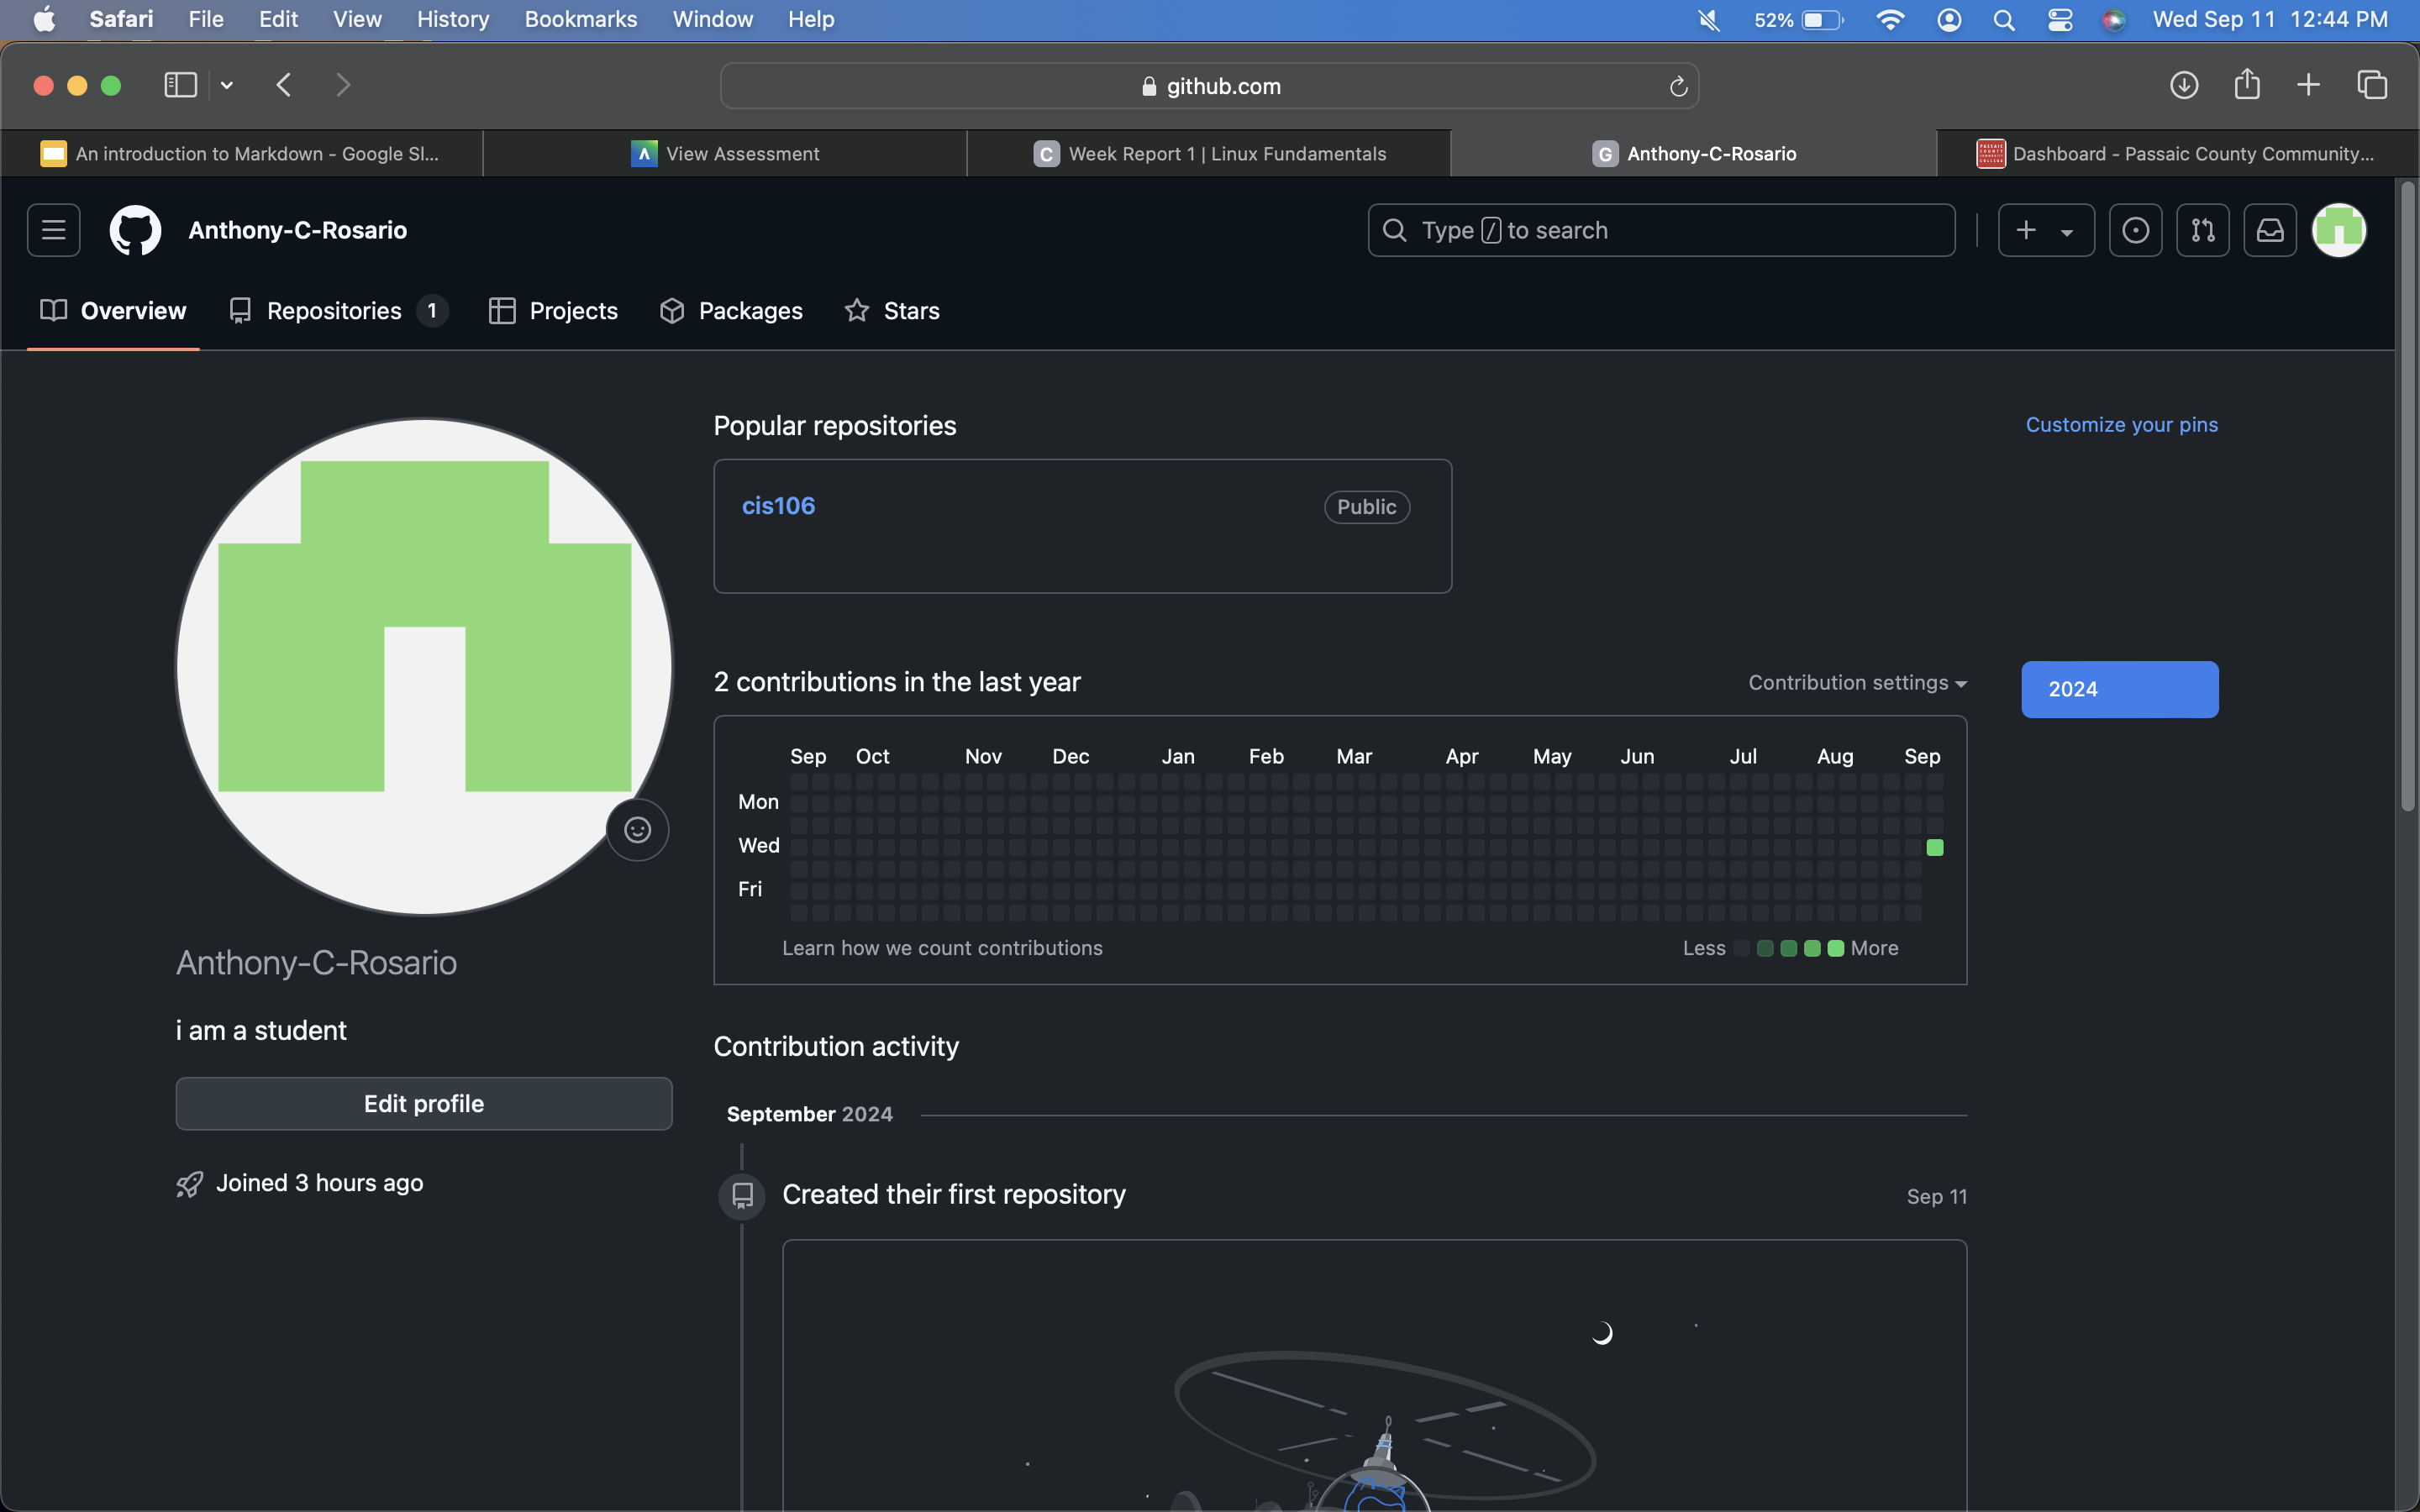 Safari File Edit View History Bookmarks Window Help 52% Wed Sep 11 12:44 PM
github.com
An introduction to Markdown - Google Sl... View Assessment C Week Report 1 | Linux Fundamentals G Anthony-C-Rosario PASSAIC COUNTY COMMUNITY COLLEGE Dashboard - Passaic County Community...
Anthony-C-Rosario Type / to search
Overview Repositories 1 Projects Packages Stars
Popular repositories Customize your pins
cis106 Public
2 contributions in the last year Contribution settings 2024
Sep Oct Nov Dec Jan Feb Mar Apr May Jun Jul Aug Sep
Mon
Wed
Fri
Learn how we count contributions Less More
Anthony-C-Rosario
i am a student
Edit profile
Joined 3 hours ago
Contribution activity
September 2024
Created their first repository Sep 11